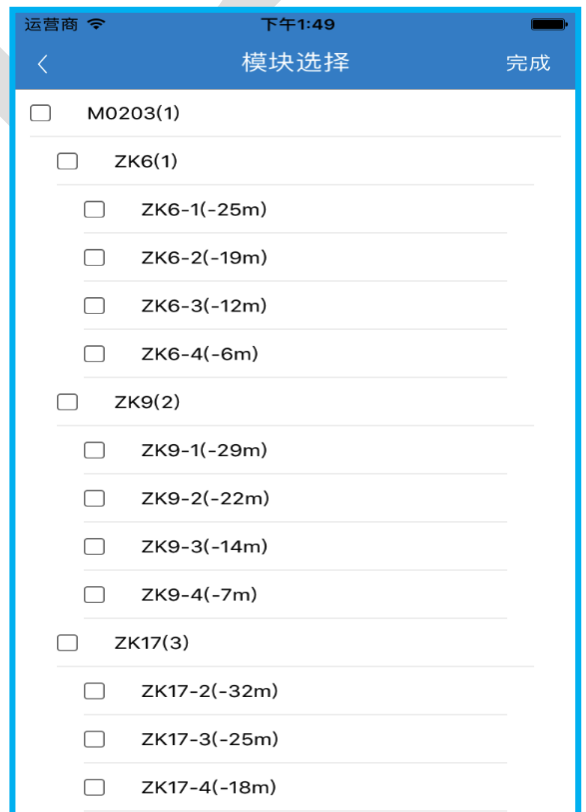 运营商 下午1:49
模块选择 完成
M0203(1)
ZK6(1)
ZK6-1(-25m)
ZK6-2(-19m)
ZK6-3(-12m)
ZK6-4(-6m)
ZK9(2)
ZK9-1(-29m)
ZK9-2(-22m)
ZK9-3(-14m)
ZK9-4(-7m)
ZK17(3)
ZK17-2(-32m)
ZK17-3(-25m)
ZK17-4(-18m)